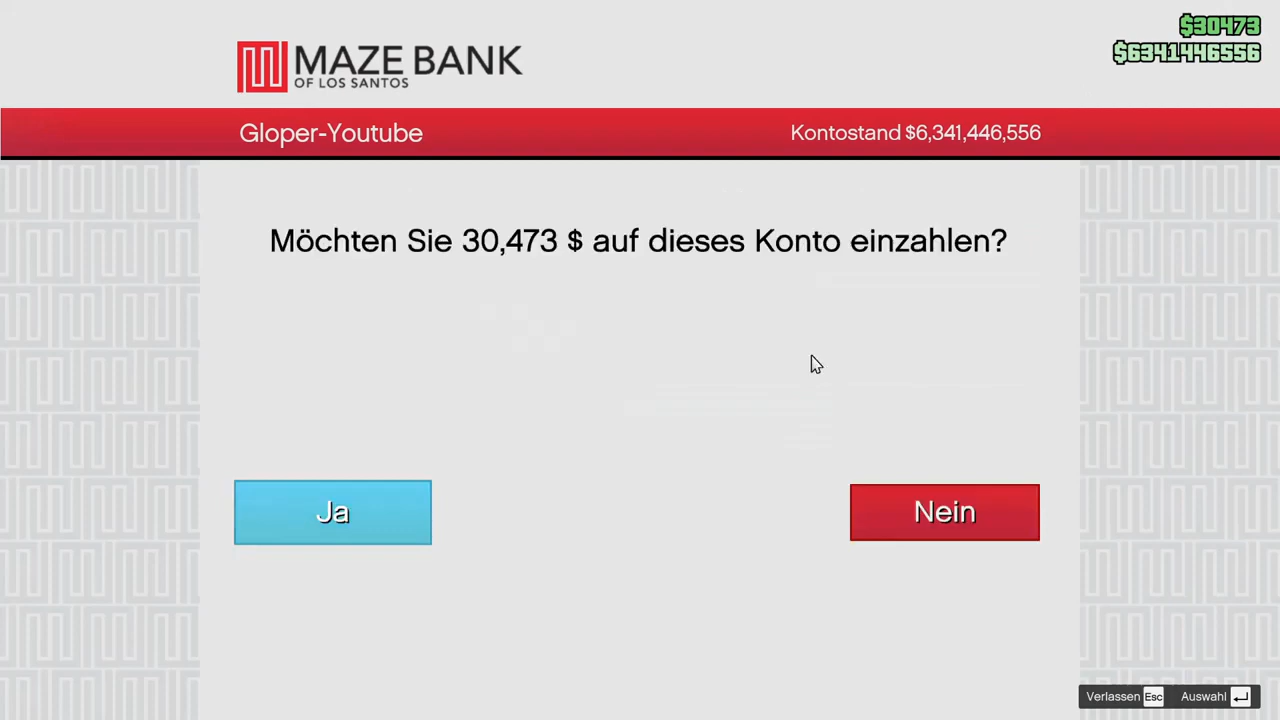 $30473
$6341446556
MAZE BANK
OF LOS SANTOS
Gloper-Youtube
Kontostand $6,341,446,556
Möchten Sie 30,473 $ auf dieses Konto einzahlen?
Ja
Nein
Verlassen Esc Auswahl